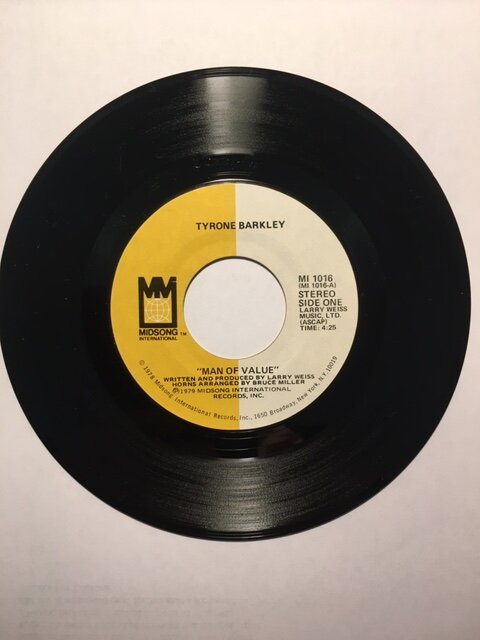 TYRONE BARKLEY
MI 1016
(MI 1016-A)
STEREO
SIDE ONE
LARRY WEISS
MUSIC, LTD.
(ASCAP)
TIME: 4:25
MIDSONG TM
INTERNATIONAL
"MAN OF VALUE"
WRITTEN AND PRODUCED BY LARRY WEISS
HORNS ARRANGED BY BRUCE MILLER
℗1979 MIDSONG INTERNATIONAL
RECORDS, INC.
© 1978 Midsong International Records, Inc., 1650 Broadway, New York, N.Y. 10019